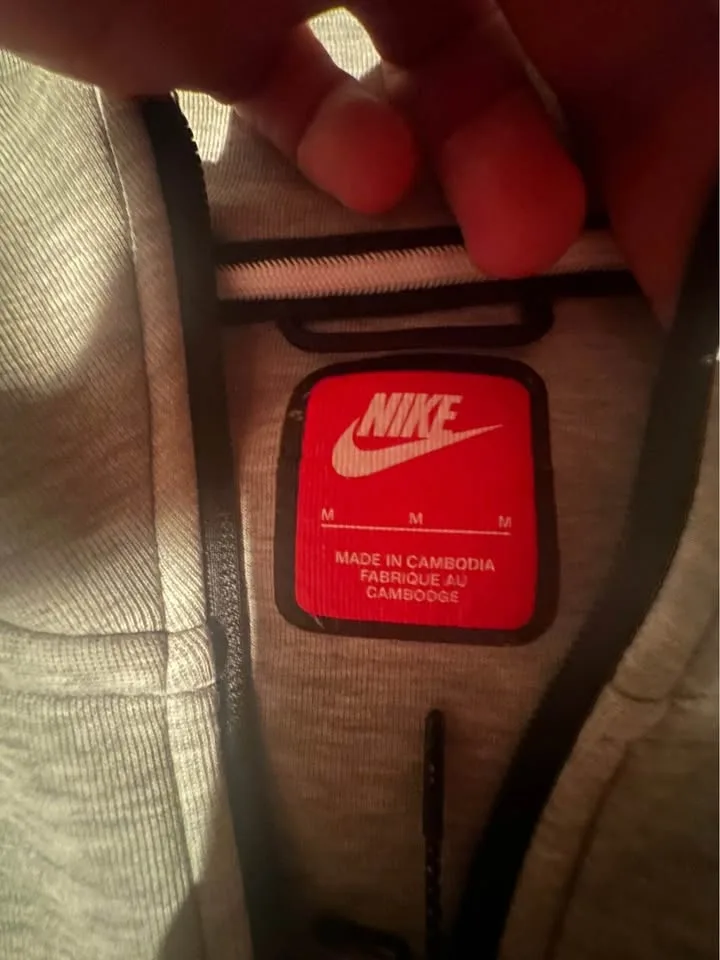 NIKE
M M M
MADE IN CAMBODIA
FABRIQUE AU
CAMBODGE